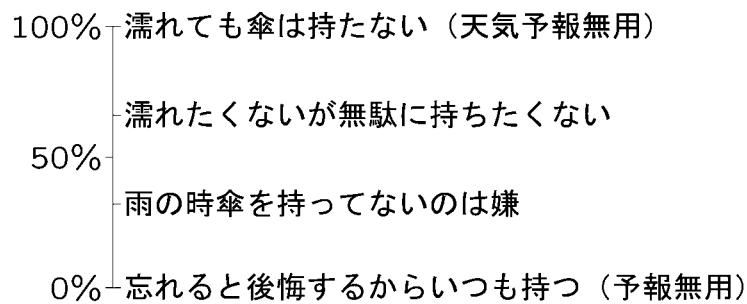 100% 濡れても傘は持たない（天気予報無用）
濡れたくないが無駄に持ちたくない
50%
雨の時傘を持ってないのは嫌
0% 忘れると後悔するからいつも持つ（予報無用）